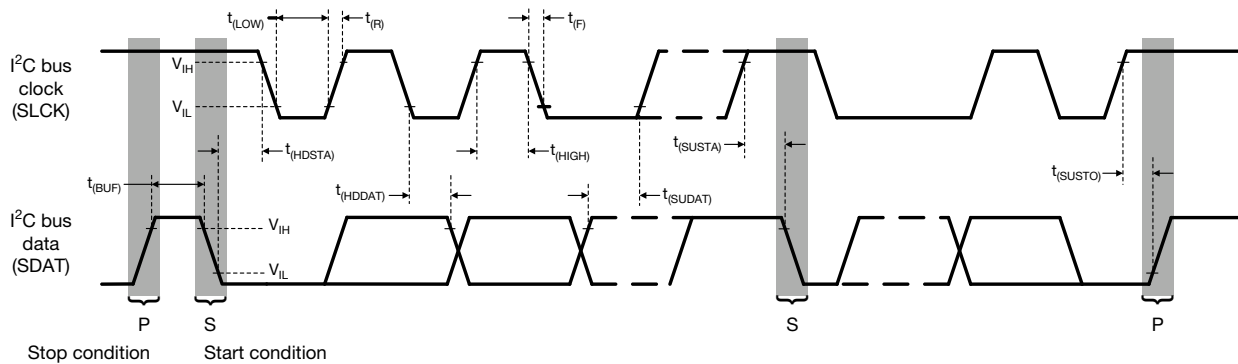 t(LOW)
t(R)
t(F)
I²C bus
clock
(SLCK)
VIH
VIL
t(HDSTA)
t(HIGH)
t(SUSTA)
t(SUSTO)
t(BUF)
t(HDDAT)
t(SUDAT)
I²C bus
data
(SDAT)
VIH
VIL
P
S
S
P
Stop condition
Start condition